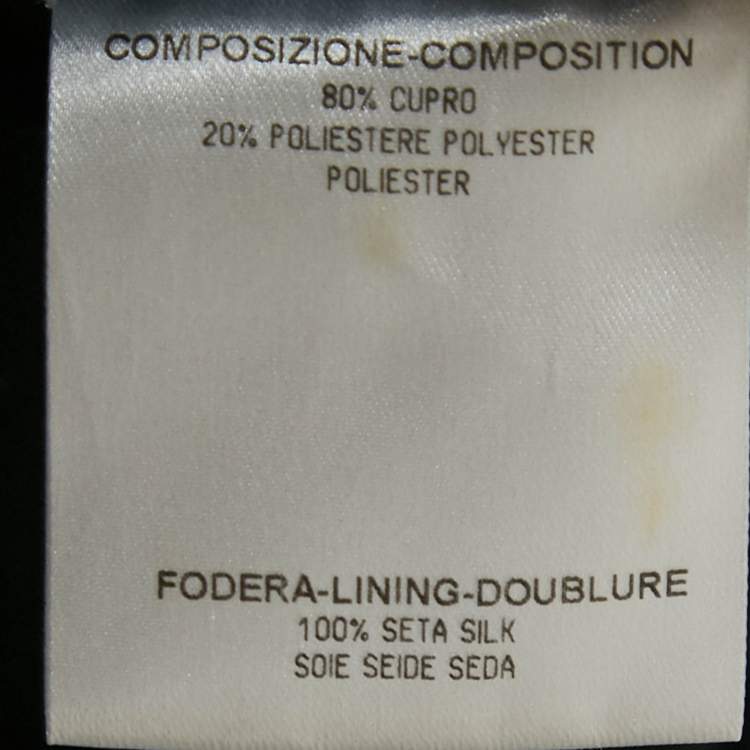 COMPOSIZIONE-COMPOSITION
80% CUPRO
20% POLIESTERE POLYESTER
POLIESTER
FODERA-LINING-DOUBLURE
100% SETA SILK
SOIE SEIDE SEDA